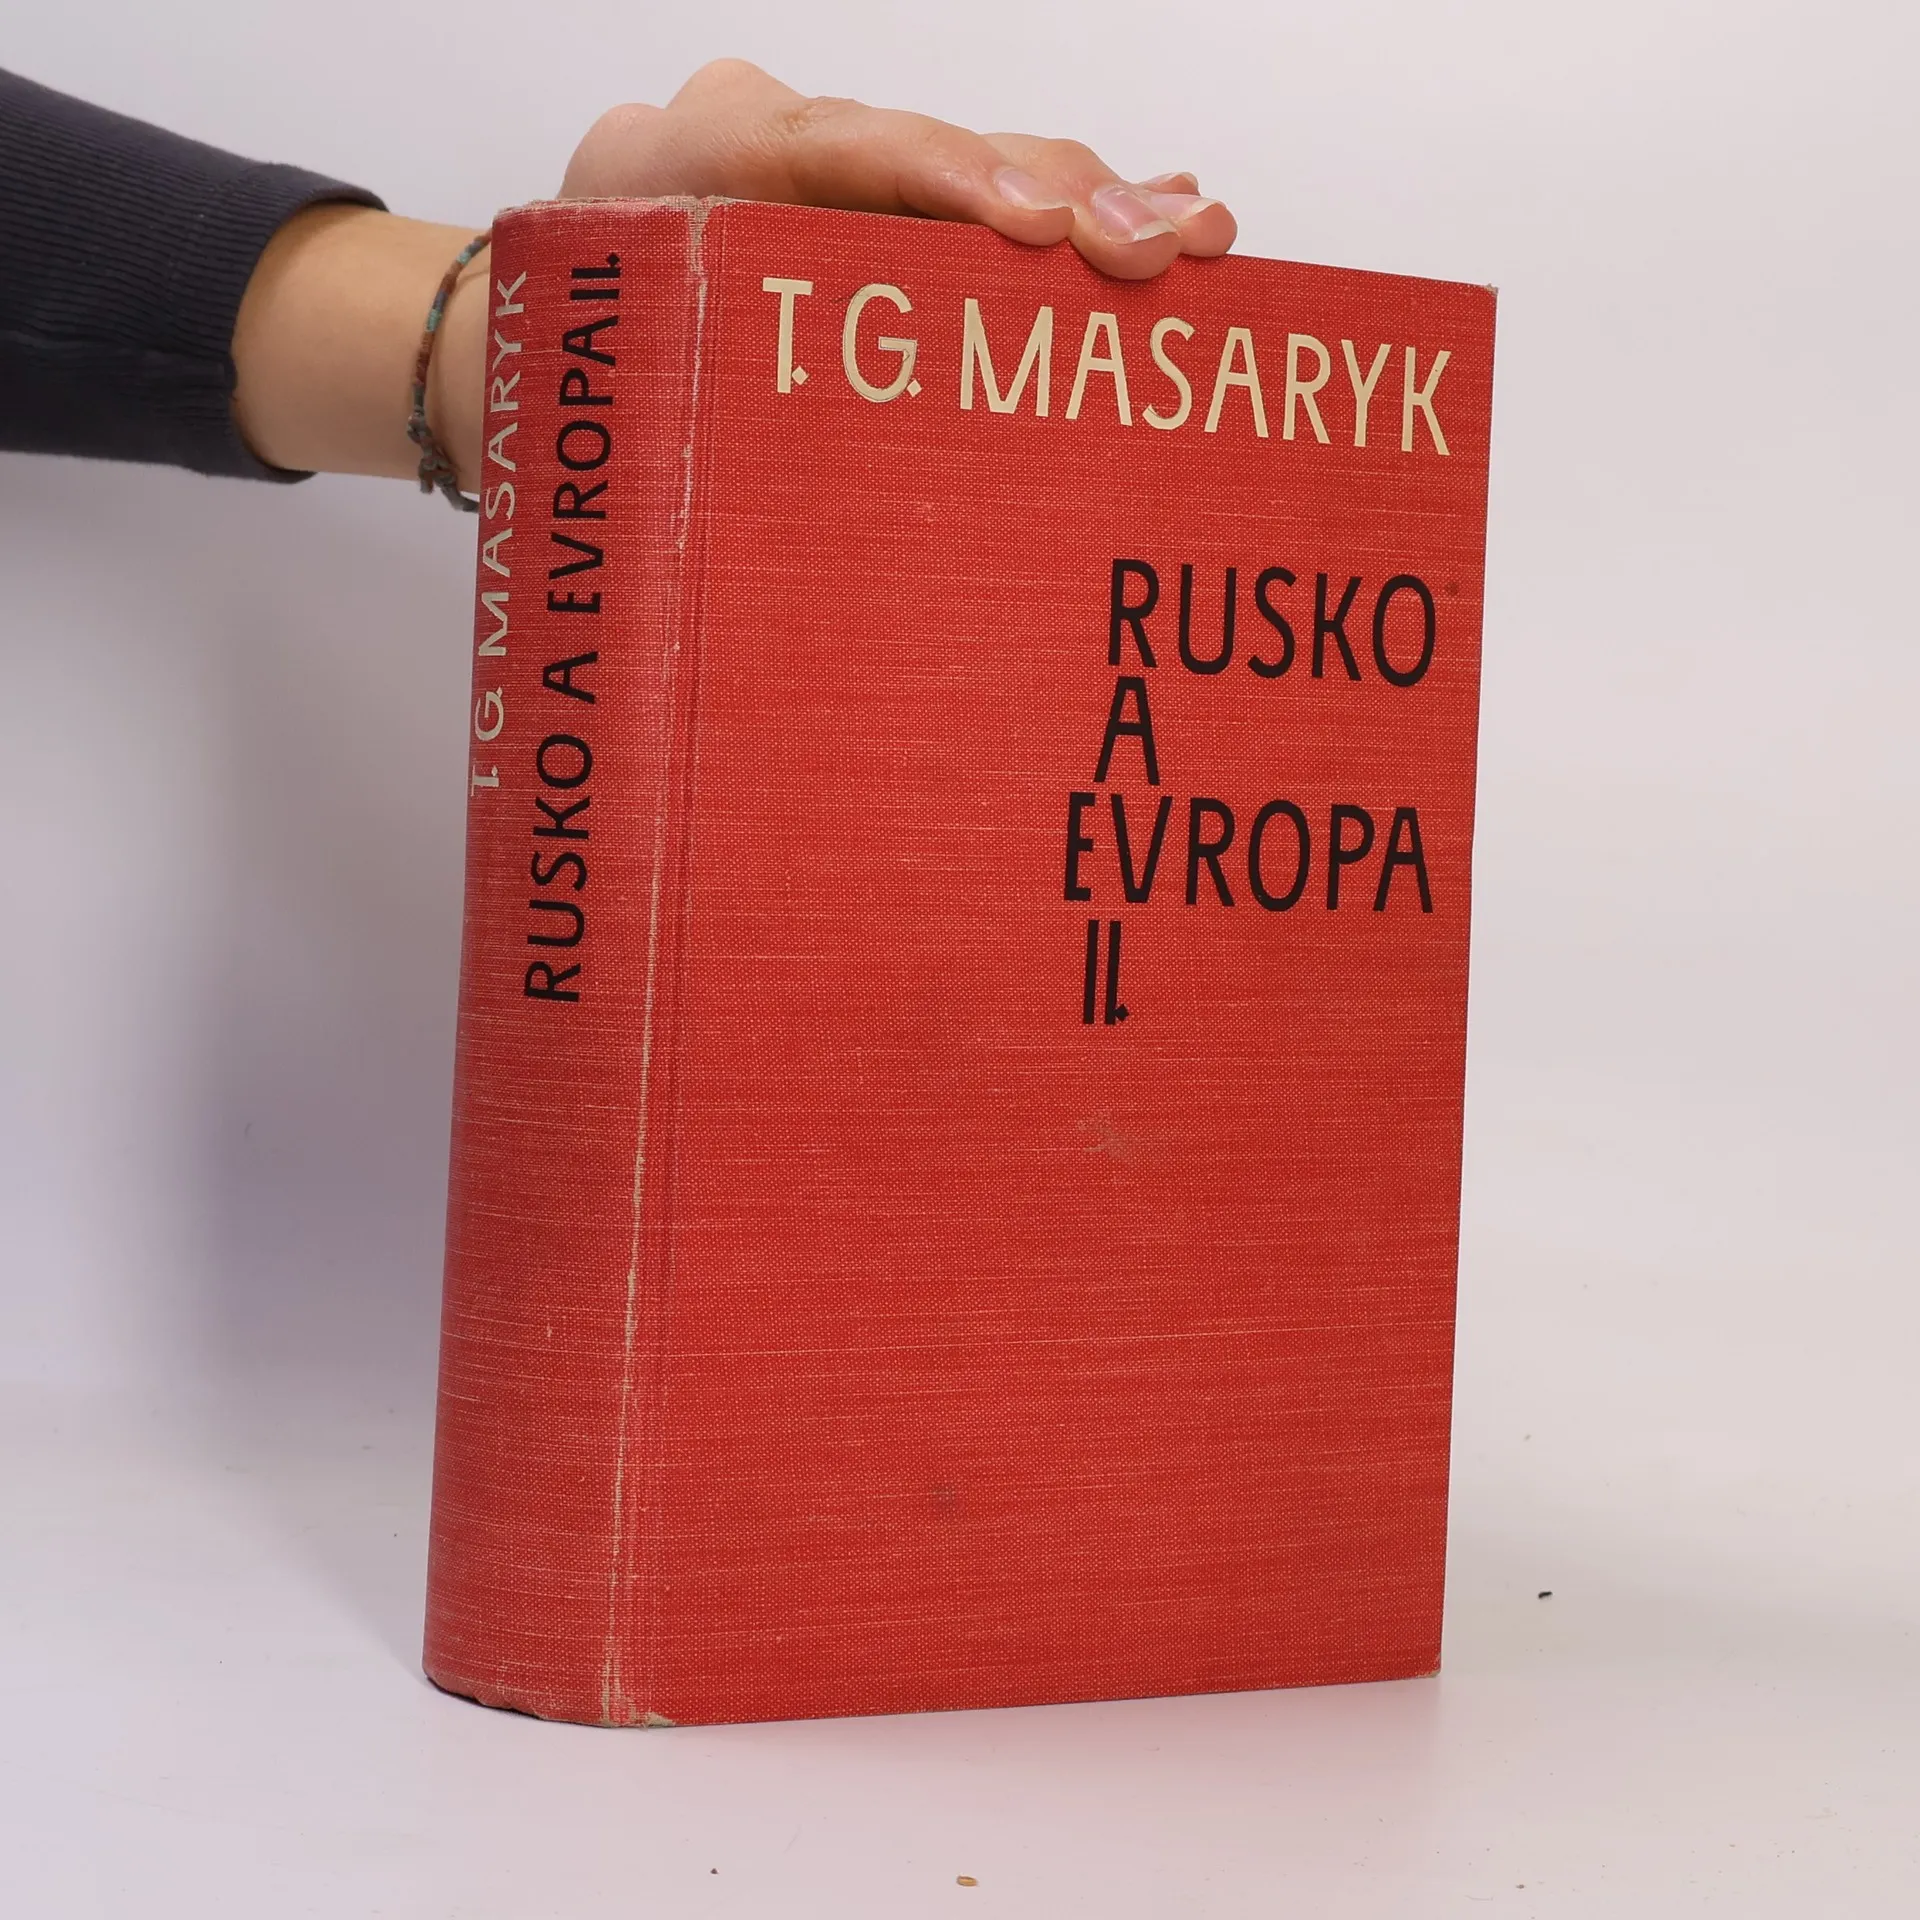 T. G. MASARYK
RUSKO A EVROPA II.
T. G. MASARYK
RUSKO
A
EVROPA
II.